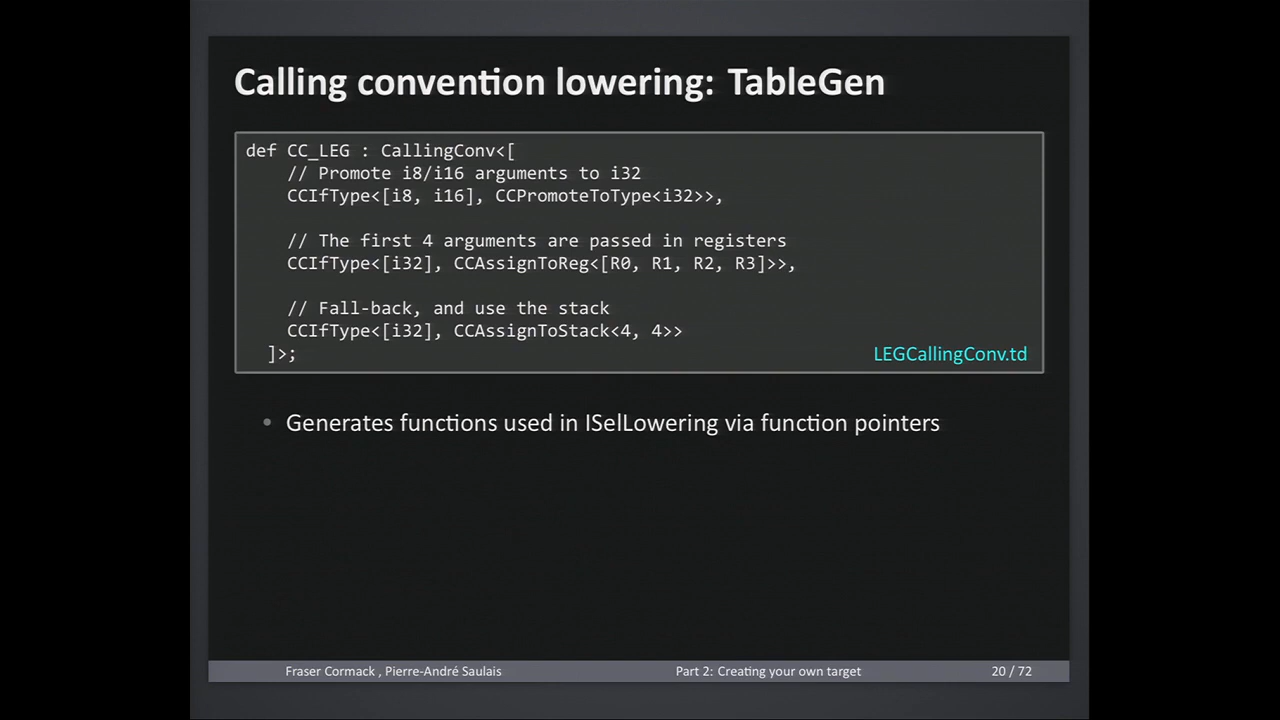 Calling convention lowering: TableGen
def CC_LEG : CallingConv<[
// Promote i8/i16 arguments to i32
CCIfType<[i8, i16], CCPromoteToType<i32>>,
// The first 4 arguments are passed in registers
CCIfType<[i32], CCAssignToReg<[R0, R1, R2, R3]>>,
// Fall-back, and use the stack
CCIfType<[i32], CCAssignToStack<4, 4>>
]>;
LEGCallingConv.td
• Generates functions used in ISelLowering via function pointers
Fraser Cormack , Pierre-André Saulais Part 2: Creating your own target 20 / 72